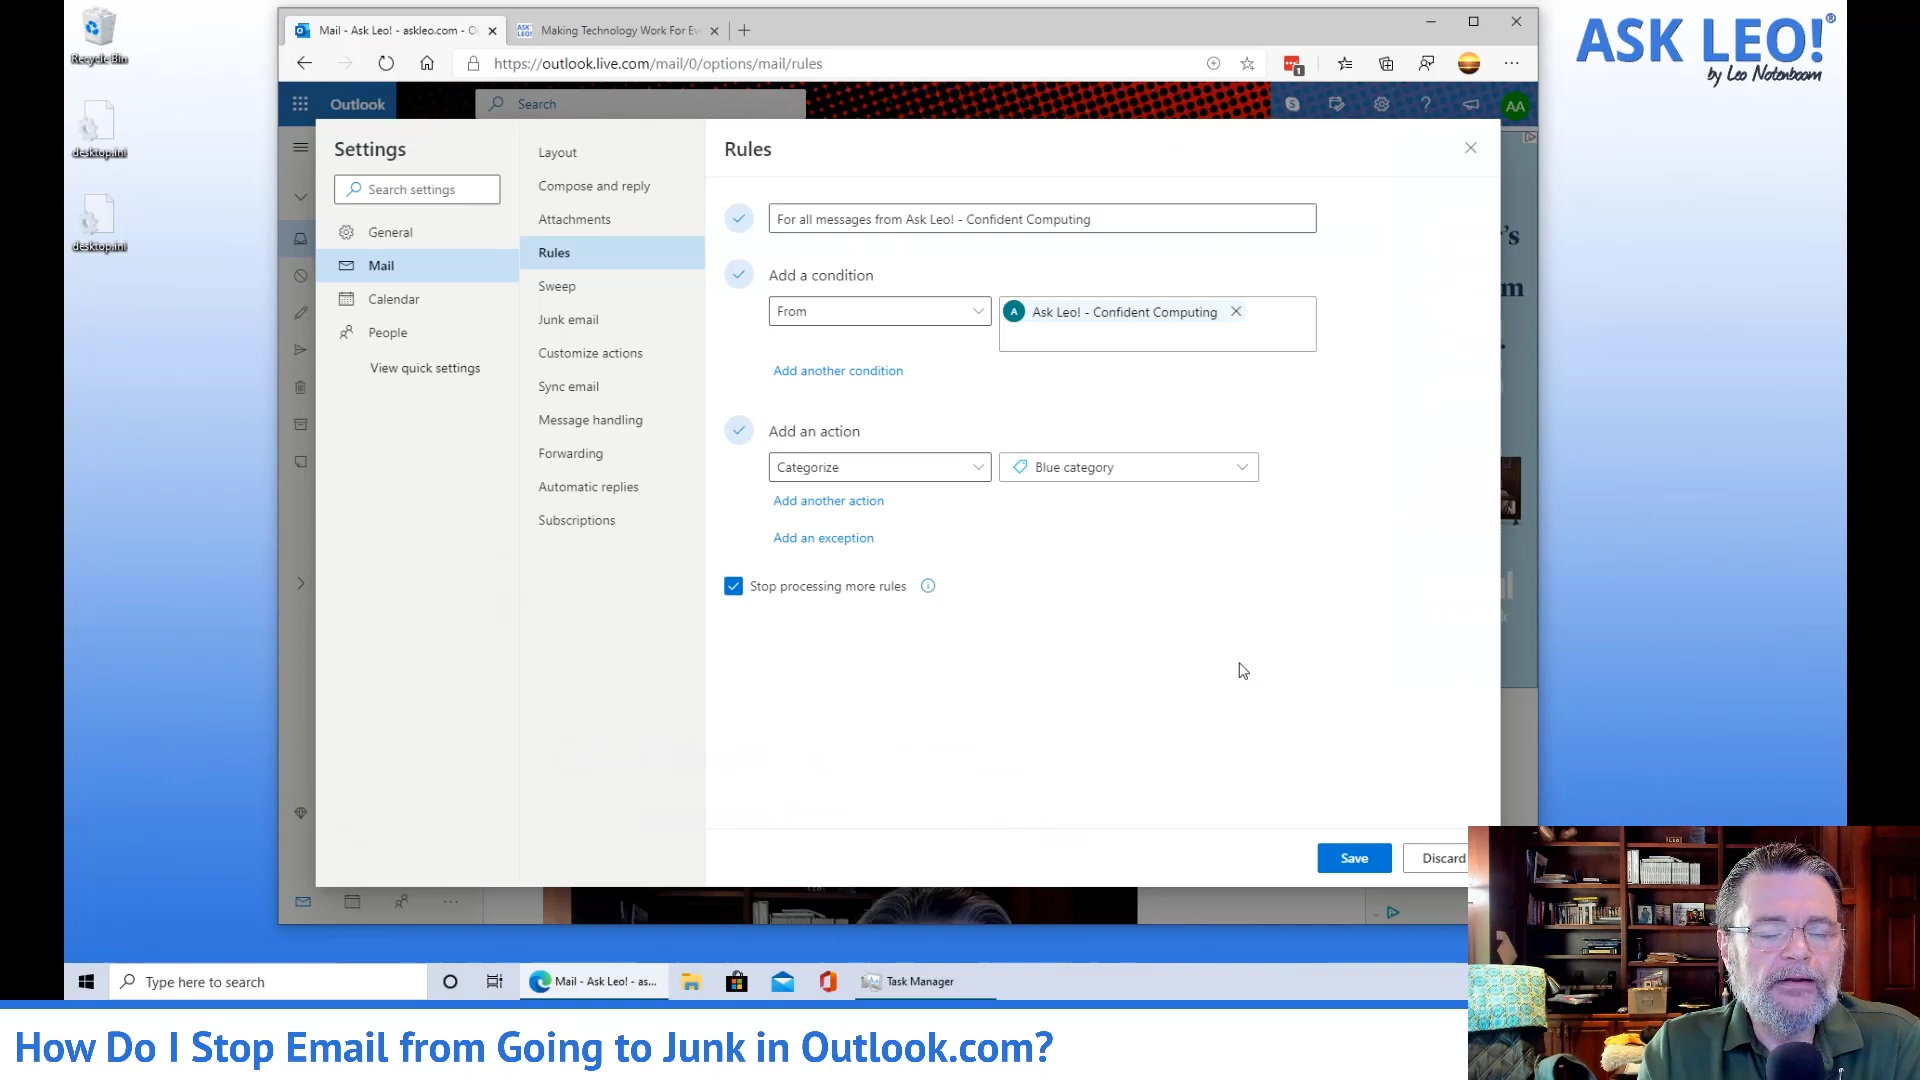 Recycle Bin
desktop.ini
desktop.ini
Mail - Ask Leo! - askleo.com - O
ASK LEO!
Making Technology Work For Ev
https://outlook.live.com/mail/0/options/mail/rules
1
ASK LEO!®
by Leo Notenboom
Outlook
Search
AA
Settings
Search settings
General
Mail
Calendar
People
View quick settings
Layout
Compose and reply
Attachments
Rules
Sweep
Junk email
Customize actions
Sync email
Message handling
Forwarding
Automatic replies
Subscriptions
Rules
For all messages from Ask Leo! - Confident Computing
Add a condition
From
A Ask Leo! - Confident Computing
Add another condition
Add an action
Categorize
Blue category
Add another action
Add an exception
Stop processing more rules
Save
Discard
Type here to search
Mail - Ask Leo! - as...
Task Manager
How Do I Stop Email from Going to Junk in Outlook.com?